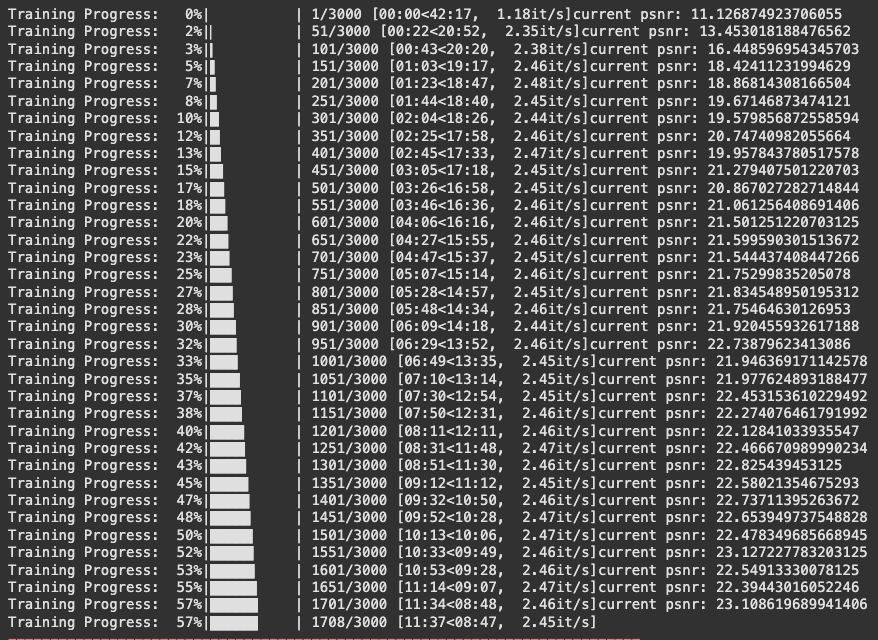 Training Progress:   0%|          | 1/3000 [00:00<42:17,  1.18it/s]current psnr: 11.126874923706055
Training Progress:   2%|          | 51/3000 [00:22<20:52,  2.35it/s]current psnr: 13.453018188476562
Training Progress:   3%|          | 101/3000 [00:43<20:20,  2.38it/s]current psnr: 16.448596954345703
Training Progress:   5%|          | 151/3000 [01:03<19:17,  2.46it/s]current psnr: 18.42411231994629
Training Progress:   7%|          | 201/3000 [01:23<18:47,  2.48it/s]current psnr: 18.86814308166504
Training Progress:   8%|          | 251/3000 [01:44<18:40,  2.45it/s]current psnr: 19.67146873474121
Training Progress:  10%|          | 301/3000 [02:04<18:26,  2.44it/s]current psnr: 19.579856872558594
Training Progress:  12%|          | 351/3000 [02:25<17:58,  2.46it/s]current psnr: 20.74740982055664
Training Progress:  13%|          | 401/3000 [02:45<17:33,  2.47it/s]current psnr: 19.957843780517578
Training Progress:  15%|          | 451/3000 [03:05<17:18,  2.45it/s]current psnr: 21.279407501220703
Training Progress:  17%|          | 501/3000 [03:26<16:58,  2.45it/s]current psnr: 20.867027282714844
Training Progress:  18%|          | 551/3000 [03:46<16:36,  2.46it/s]current psnr: 21.061256408691406
Training Progress:  20%|          | 601/3000 [04:06<16:16,  2.46it/s]current psnr: 21.501251220703125
Training Progress:  22%|          | 651/3000 [04:27<15:55,  2.46it/s]current psnr: 21.599590301513672
Training Progress:  23%|          | 701/3000 [04:47<15:37,  2.45it/s]current psnr: 21.544437408447266
Training Progress:  25%|          | 751/3000 [05:07<15:14,  2.46it/s]current psnr: 21.75299835205078
Training Progress:  27%|          | 801/3000 [05:28<14:57,  2.45it/s]current psnr: 21.834548950195312
Training Progress:  28%|          | 851/3000 [05:48<14:34,  2.46it/s]current psnr: 21.75464630126953
Training Progress:  30%|          | 901/3000 [06:09<14:18,  2.44it/s]current psnr: 21.920455932617188
Training Progress:  32%|          | 951/3000 [06:29<13:52,  2.46it/s]current psnr: 22.73879623413086
Training Progress:  33%|          | 1001/3000 [06:49<13:35,  2.45it/s]current psnr: 21.946369171142578
Training Progress:  35%|          | 1051/3000 [07:10<13:14,  2.45it/s]current psnr: 21.977624893188477
Training Progress:  37%|          | 1101/3000 [07:30<12:54,  2.45it/s]current psnr: 22.453153610229492
Training Progress:  38%|          | 1151/3000 [07:50<12:31,  2.46it/s]current psnr: 22.274076461791992
Training Progress:  40%|          | 1201/3000 [08:11<12:11,  2.46it/s]current psnr: 22.12841033935547
Training Progress:  42%|          | 1251/3000 [08:31<11:48,  2.47it/s]current psnr: 22.466670989990234
Training Progress:  43%|          | 1301/3000 [08:51<11:30,  2.46it/s]current psnr: 22.825439453125
Training Progress:  45%|          | 1351/3000 [09:12<11:12,  2.45it/s]current psnr: 22.58021354675293
Training Progress:  47%|          | 1401/3000 [09:32<10:50,  2.46it/s]current psnr: 22.73711395263672
Training Progress:  48%|          | 1451/3000 [09:52<10:28,  2.47it/s]current psnr: 22.653949737548828
Training Progress:  50%|          | 1501/3000 [10:13<10:06,  2.47it/s]current psnr: 22.478349685668945
Training Progress:  52%|          | 1551/3000 [10:33<09:49,  2.46it/s]current psnr: 23.127227783203125
Training Progress:  53%|          | 1601/3000 [10:53<09:28,  2.46it/s]current psnr: 22.54913330078125
Training Progress:  55%|          | 1651/3000 [11:14<09:07,  2.46it/s]current psnr: 22.39443016052246
Training Progress:  57%|          | 1701/3000 [11:34<08:48,  2.46it/s]current psnr: 23.108619689941406
Training Progress:  57%|          | 1708/3000 [11:37<08:47,  2.45it/s]